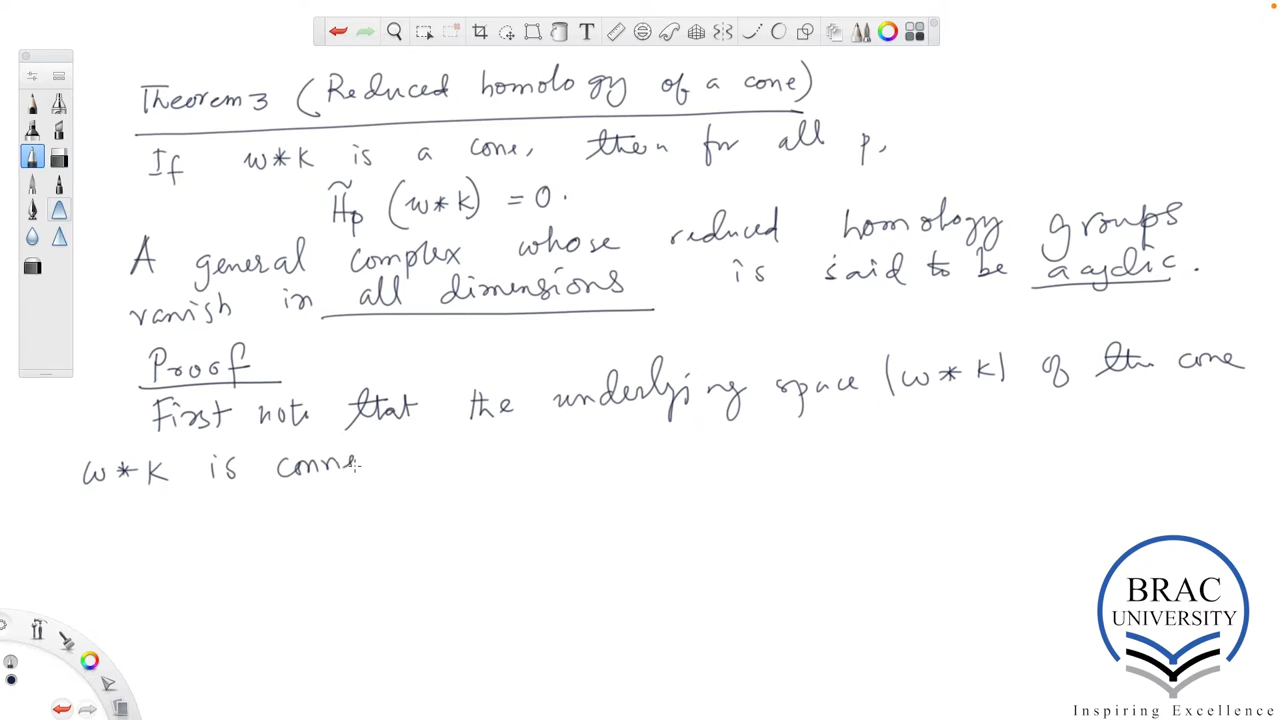 Theorem 3 (Reduced homology of a cone)
If w*K is a cone, then for all p,
H̃p (w*K) = 0.
A general complex whose reduced homology groups
vanish in all dimensions is said to be acyclic.
Proof
First note that the underlying space |w*K| of the cone
w*K is conne
BRAC
UNIVERSITY
Inspiring Excellence